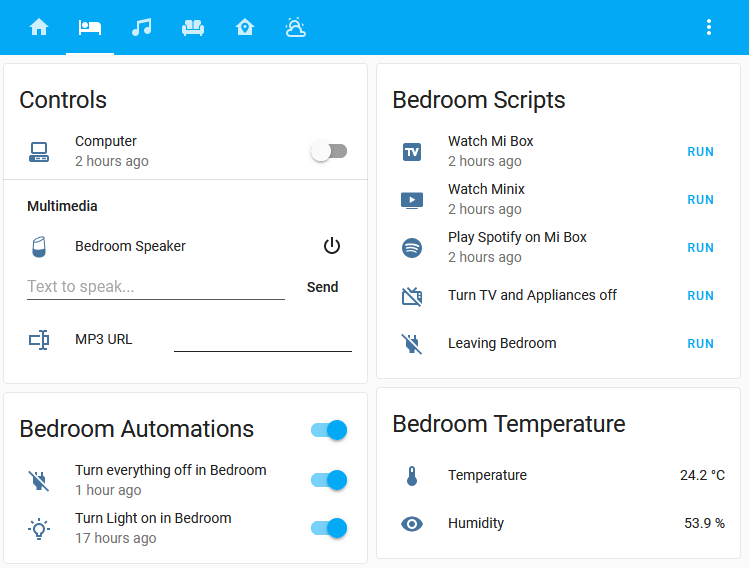 Controls
Computer
2 hours ago
Multimedia
Bedroom Speaker
Text to speak...
Send
MP3 URL
Bedroom Automations
Turn everything off in Bedroom
1 hour ago
Turn Light on in Bedroom
17 hours ago
Bedroom Scripts
TV
Watch Mi Box
2 hours ago
RUN
Watch Minix
2 hours ago
RUN
Play Spotify on Mi Box
2 hours ago
RUN
Turn TV and Appliances off
RUN
Leaving Bedroom
RUN
Bedroom Temperature
Temperature
24.2 °C
Humidity
53.9 %